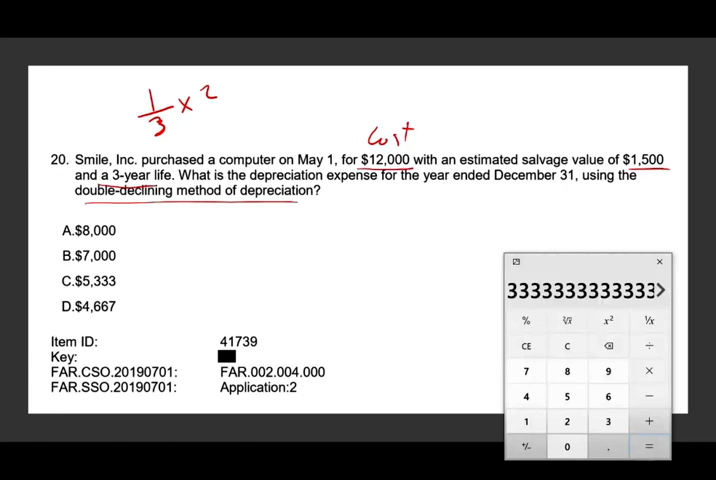 1/3 x 2
Cost
20. Smile, Inc. purchased a computer on May 1, for $12,000 with an estimated salvage value of $1,500
and a 3-year life. What is the depreciation expense for the year ended December 31, using the
double-declining method of depreciation?
A.$8,000
B.$7,000
C.$5,333
D.$4,667
Item ID: 41739
Key:
FAR.CSO.20190701: FAR.002.004.000
FAR.SSO.20190701: Application:2
3333333333333333
% ³√x x² ¹/x
CE C ⌫ ÷
7 8 9 ×
4 5 6 −
1 2 3 +
+/- 0 . =